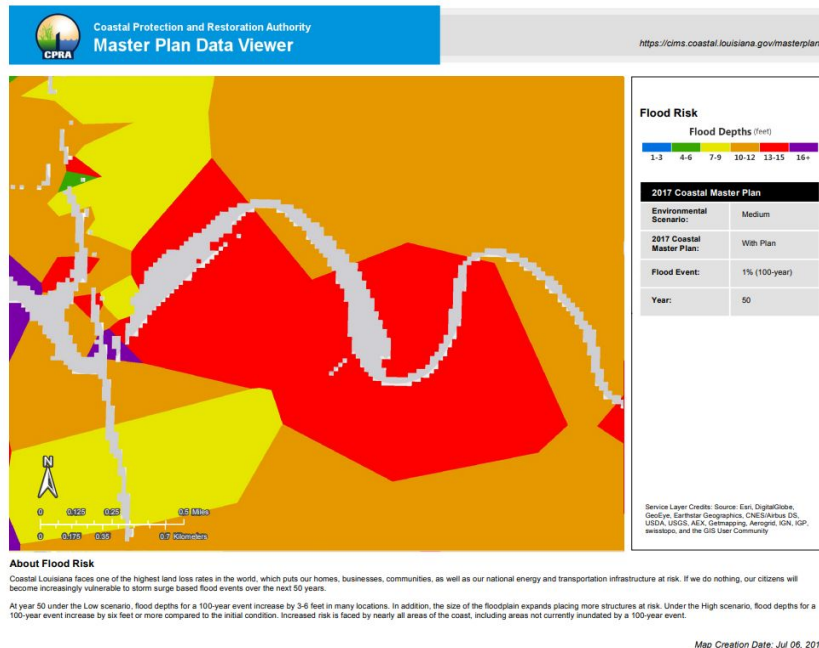 Coastal Protection and Restoration Authority
Master Plan Data Viewer
CPRA
https://cims.coastal.louisiana.gov/masterplan
Flood Risk
Flood Depths (feet)
1-3 4-6 7-9 10-12 13-15 16+
2017 Coastal Master Plan
Environmental Scenario: Medium
2017 Coastal Master Plan: With Plan
Flood Event: 1% (100-year)
Year: 50
N
0 0.125 0.25 0.5 Miles
0 0.175 0.35 0.7 Kilometers
Service Layer Credits: Source: Esri, DigitalGlobe,
GeoEye, Earthstar Geographics, CNES/Airbus DS,
USDA, USGS, AEX, Getmapping, Aerogrid, IGN, IGP,
swisstopo, and the GIS User Community
About Flood Risk
Coastal Louisiana faces one of the highest land loss rates in the world, which puts our homes, businesses, communities, as well as our national energy and transportation infrastructure at risk. If we do nothing, our citizens will
become increasingly vulnerable to storm surge based flood events over the next 50 years.
At year 50 under the Low scenario, flood depths for a 100-year event increase by 3-6 feet in many locations. In addition, the size of the floodplain expands placing more structures at risk. Under the High scenario, flood depths for a
100-year event increase by six feet or more compared to the initial condition. Increased risk is faced by nearly all areas of the coast, including areas not currently inundated by a 100-year event.
Map Creation Date: Jul 06, 201